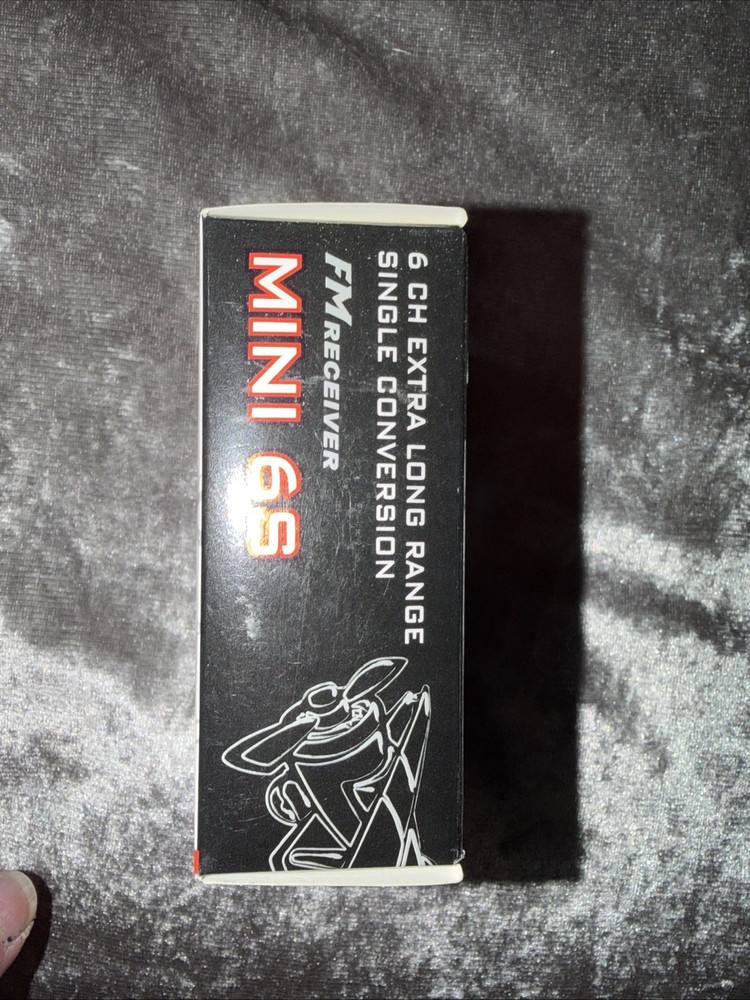 6 CH EXTRA LONG RANGE
SINGLE CONVERSION
FM RECEIVER
MINI 6S